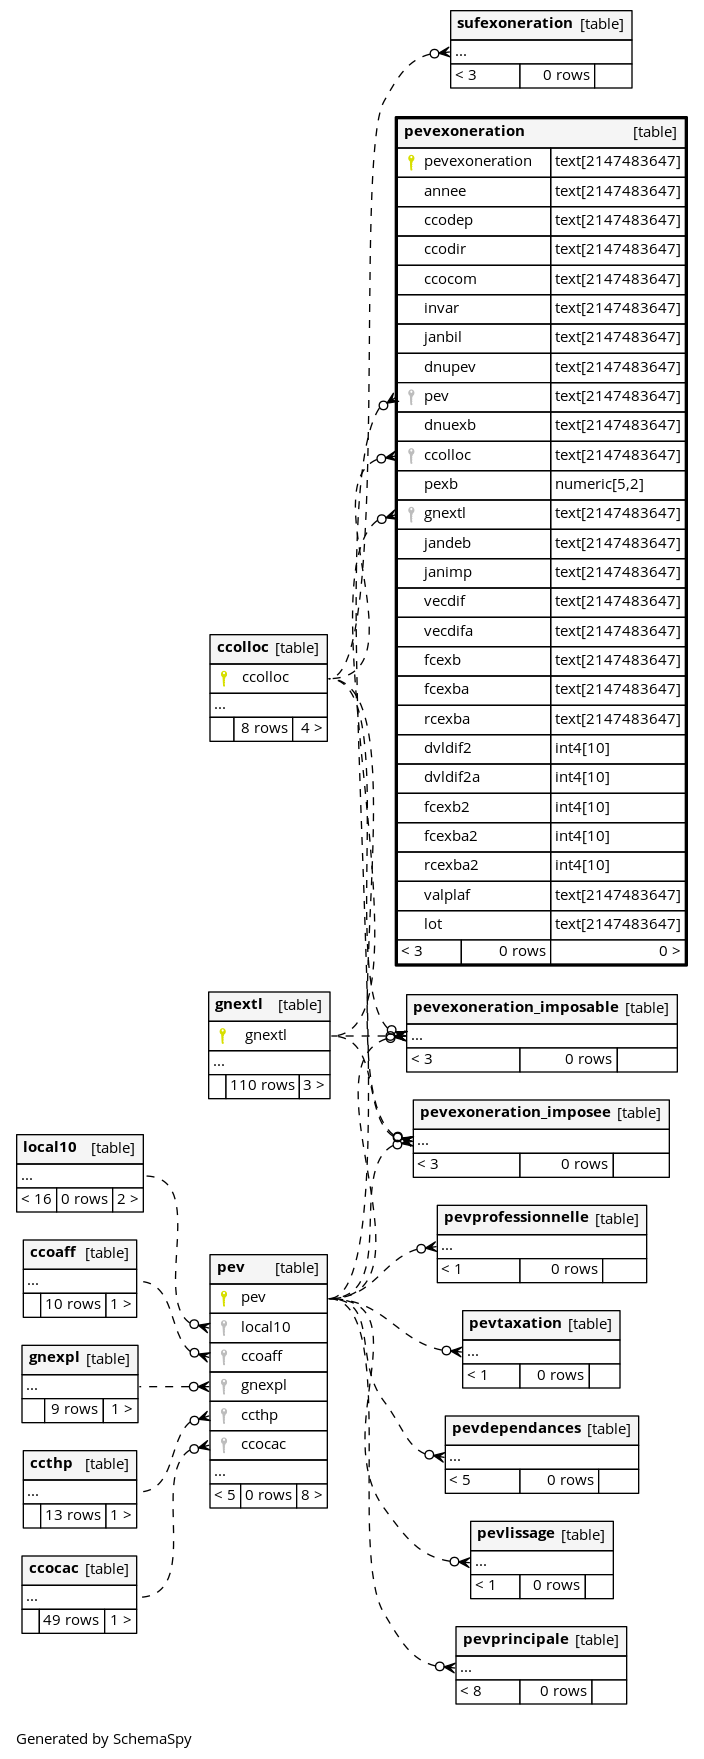 sufexoneration [table]
...
< 3 0 rows
pevexoneration [table]
pevexoneration text[2147483647]
annee text[2147483647]
ccodep text[2147483647]
ccodir text[2147483647]
ccocom text[2147483647]
invar text[2147483647]
janbil text[2147483647]
dnupev text[2147483647]
pev text[2147483647]
dnuexb text[2147483647]
ccolloc text[2147483647]
pexb numeric[5,2]
gnextl text[2147483647]
jandeb text[2147483647]
janimp text[2147483647]
vecdif text[2147483647]
vecdifa text[2147483647]
fcexb text[2147483647]
fcexba text[2147483647]
rcexba text[2147483647]
dvldif2 int4[10]
dvldif2a int4[10]
fcexb2 int4[10]
fcexba2 int4[10]
rcexba2 int4[10]
valplaf text[2147483647]
lot text[2147483647]
< 3 0 rows 0 >
ccolloc [table]
ccolloc
...
8 rows 4 >
gnextl [table]
gnextl
...
110 rows 3 >
pevexoneration_imposable [table]
...
< 3 0 rows
pevexoneration_imposee [table]
...
< 3 0 rows
local10 [table]
...
< 16 0 rows 2 >
ccoaff [table]
...
10 rows 1 >
gnexpl [table]
...
9 rows 1 >
ccthp [table]
...
13 rows 1 >
ccocac [table]
...
49 rows 1 >
pev [table]
pev
local10
ccoaff
gnexpl
ccthp
ccocac
...
< 5 0 rows 8 >
pevprofessionnelle [table]
...
< 1 0 rows
pevtaxation [table]
...
< 1 0 rows
pevdependances [table]
...
< 5 0 rows
pevlissage [table]
...
< 1 0 rows
pevprincipale [table]
...
< 8 0 rows
Generated by SchemaSpy